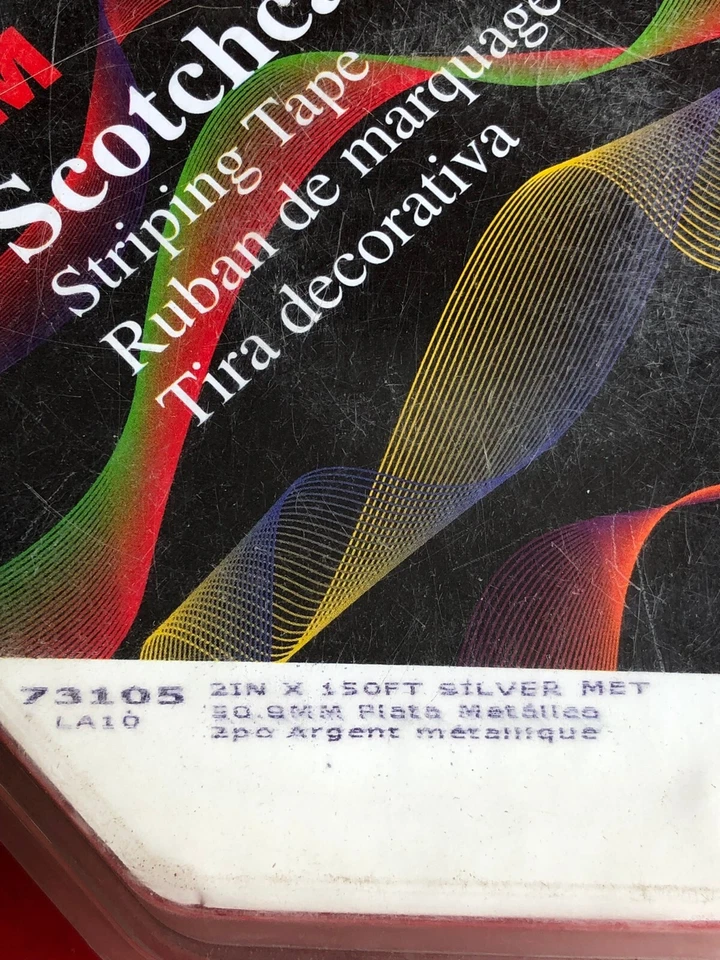 M
Scotchca
Striping Tape
Ruban de marquage
Tira decorativa
73105 2IN X 150FT SILVER MET
LA10 50.8MM Plata Metálico
2po Argent métallique